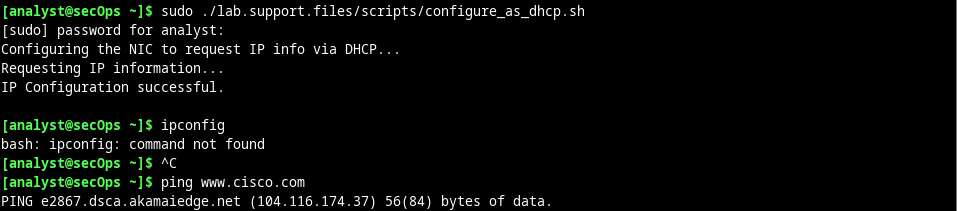 [analyst@secOps ~]$ sudo ./lab.support.files/scripts/configure_as_dhcp.sh
[sudo] password for analyst:
Configuring the NIC to request IP info via DHCP...
Requesting IP information...
IP Configuration successful.
[analyst@secOps ~]$ ipconfig
bash: ipconfig: command not found
[analyst@secOps ~]$ ^C
[analyst@secOps ~]$ ping www.cisco.com
PING e2867.dsca.akamaiedge.net (104.116.174.37) 56(84) bytes of data.